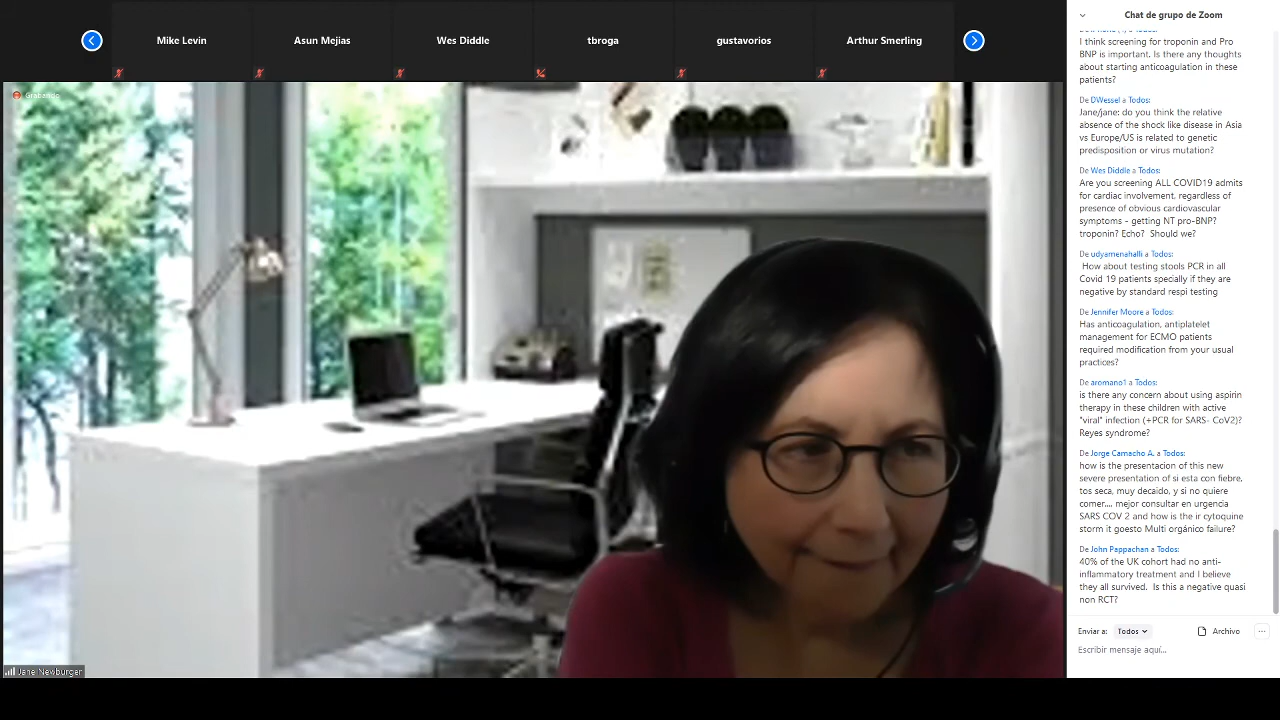 Mike Levin
Asun Mejias
Wes Diddle
tbroga
gustavorios
Arthur Smerling
Chat de grupo de Zoom
Grabando
I think screening for troponin and Pro
BNP is important. Is there any thoughts
about starting anticoagulation in these
patients?
De DWessel a Todos:
Jane/jane: do you think the relative
absence of the shock like disease in Asia
vs Europe/US is related to genetic
predisposition or virus mutation?
De Wes Diddle a Todos:
Are you screening ALL COVID19 admits
for cardiac involvement, regardless of
presence of obvious cardiovascular
symptoms - getting NT pro-BNP?
troponin? Echo?  Should we?
De udyamenahalli a Todos:
How about testing stools PCR in all
Covid 19 patients specially if they are
negative by standard respi testing
De Jennifer Moore a Todos:
Has anticoagulation, antiplatelet
management for ECMO patients
required modification from your usual
practices?
De aromano1 a Todos:
is there any concern about using aspirin
therapy in these children with active
"viral" infection (+PCR for SARS- CoV2)?
Reyes syndrome?
De Jorge Camacho A. a Todos:
how is the presentacion of this new
severe presentation of si esta con fiebre,
tos seca, muy decaido, y si no quiere
comer... mejor consultar en urgencia
SARS COV 2 and how is the ir cytoquine
storm it goesto Multi orgánico failure?
De John Pappachan a Todos:
40% of the UK cohort had no anti-
inflammatory treatment and I believe
they all survived.  Is this a negative quasi
non RCT?
Enviar a: Todos
Archivo
Escribir mensaje aquí...
Jane Newburger